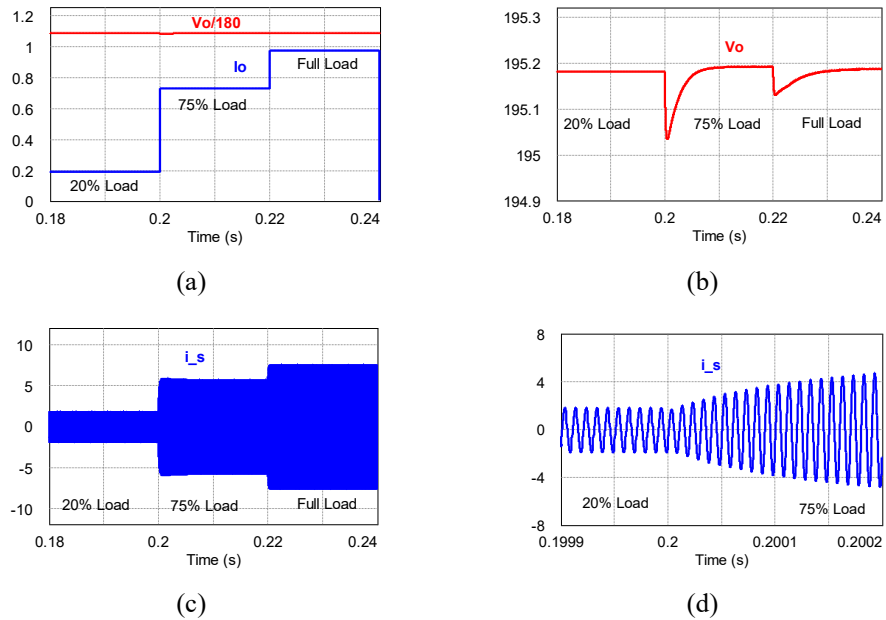 1.2
Vo/180
1
Io
Full Load
0.8
75% Load
0.6
0.4
0.2
20% Load
0
0.18
0.2
0.22
0.24
Time (s)
(a)
195.3
Vo
195.2
195.1
20% Load
75% Load
Full Load
195
194.9
0.18
0.2
0.22
0.24
Time (s)
(b)
10
i_s
5
0
-5
20% Load
75% Load
Full Load
-10
0.18
0.2
0.22
0.24
Time (s)
(c)
8
i_s
4
0
-4
20% Load
75% Load
-8
0.1999
0.2
0.2001
0.2002
Time (s)
(d)